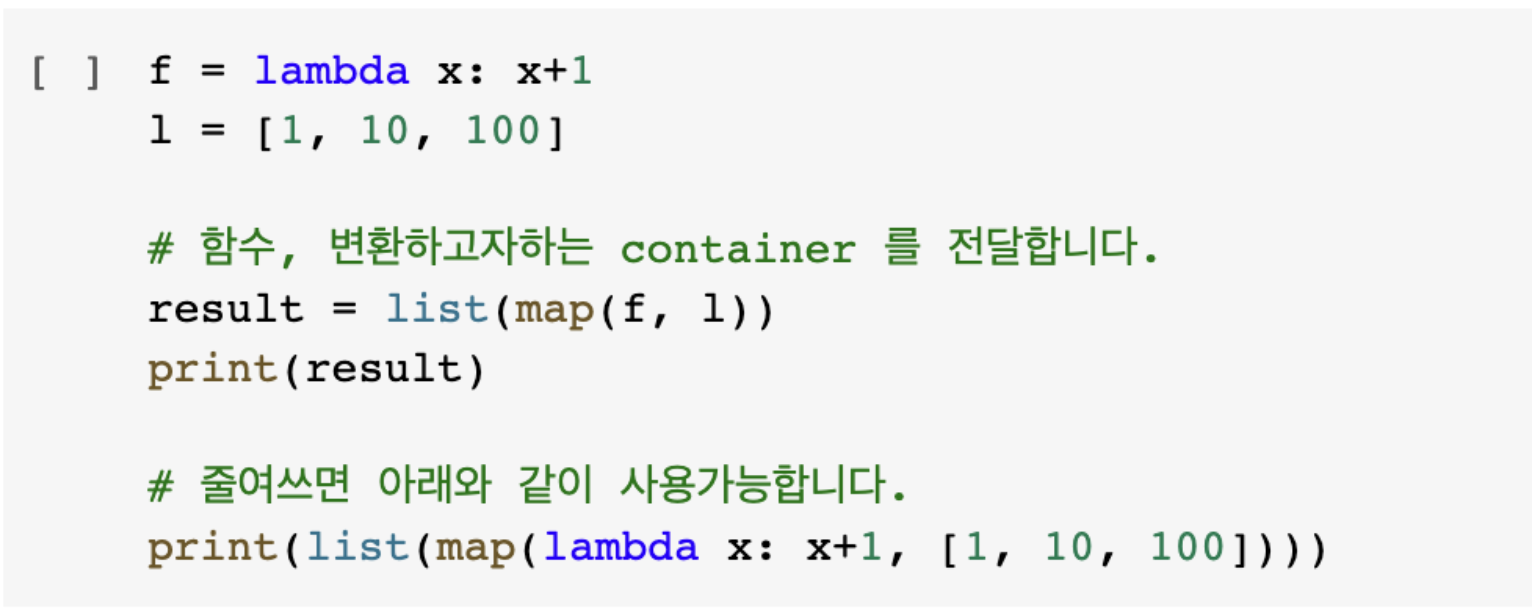 [ ] f = lambda x: x+1
l = [1, 10, 100]
# 함수, 변환하고자하는 container 를 전달합니다.
result = list(map(f, l))
print(result)
# 줄여쓰면 아래와 같이 사용가능합니다.
print(list(map(lambda x: x+1, [1, 10, 100])))